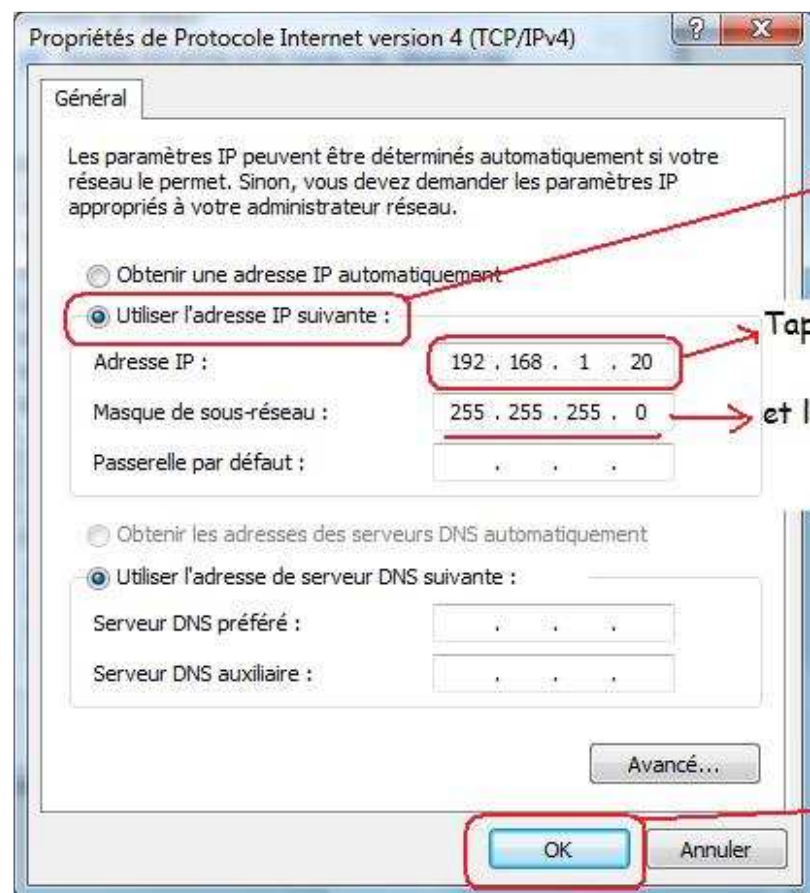 Propriétés de Protocole Internet version 4 (TCP/IPv4)
Général
Les paramètres IP peuvent être déterminés automatiquement si votre
réseau le permet. Sinon, vous devez demander les paramètres IP
appropriés à votre administrateur réseau.
Obtenir une adresse IP automatiquement
Utiliser l'adresse IP suivante :
Adresse IP : 192 . 168 . 1 . 20
Tap
Masque de sous-réseau : 255 . 255 . 255 . 0
et l
Passerelle par défaut : . . .
Obtenir les adresses des serveurs DNS automatiquement
Utiliser l'adresse de serveur DNS suivante :
Serveur DNS préféré : . . .
Serveur DNS auxiliaire : . . .
Avancé...
OK Annuler